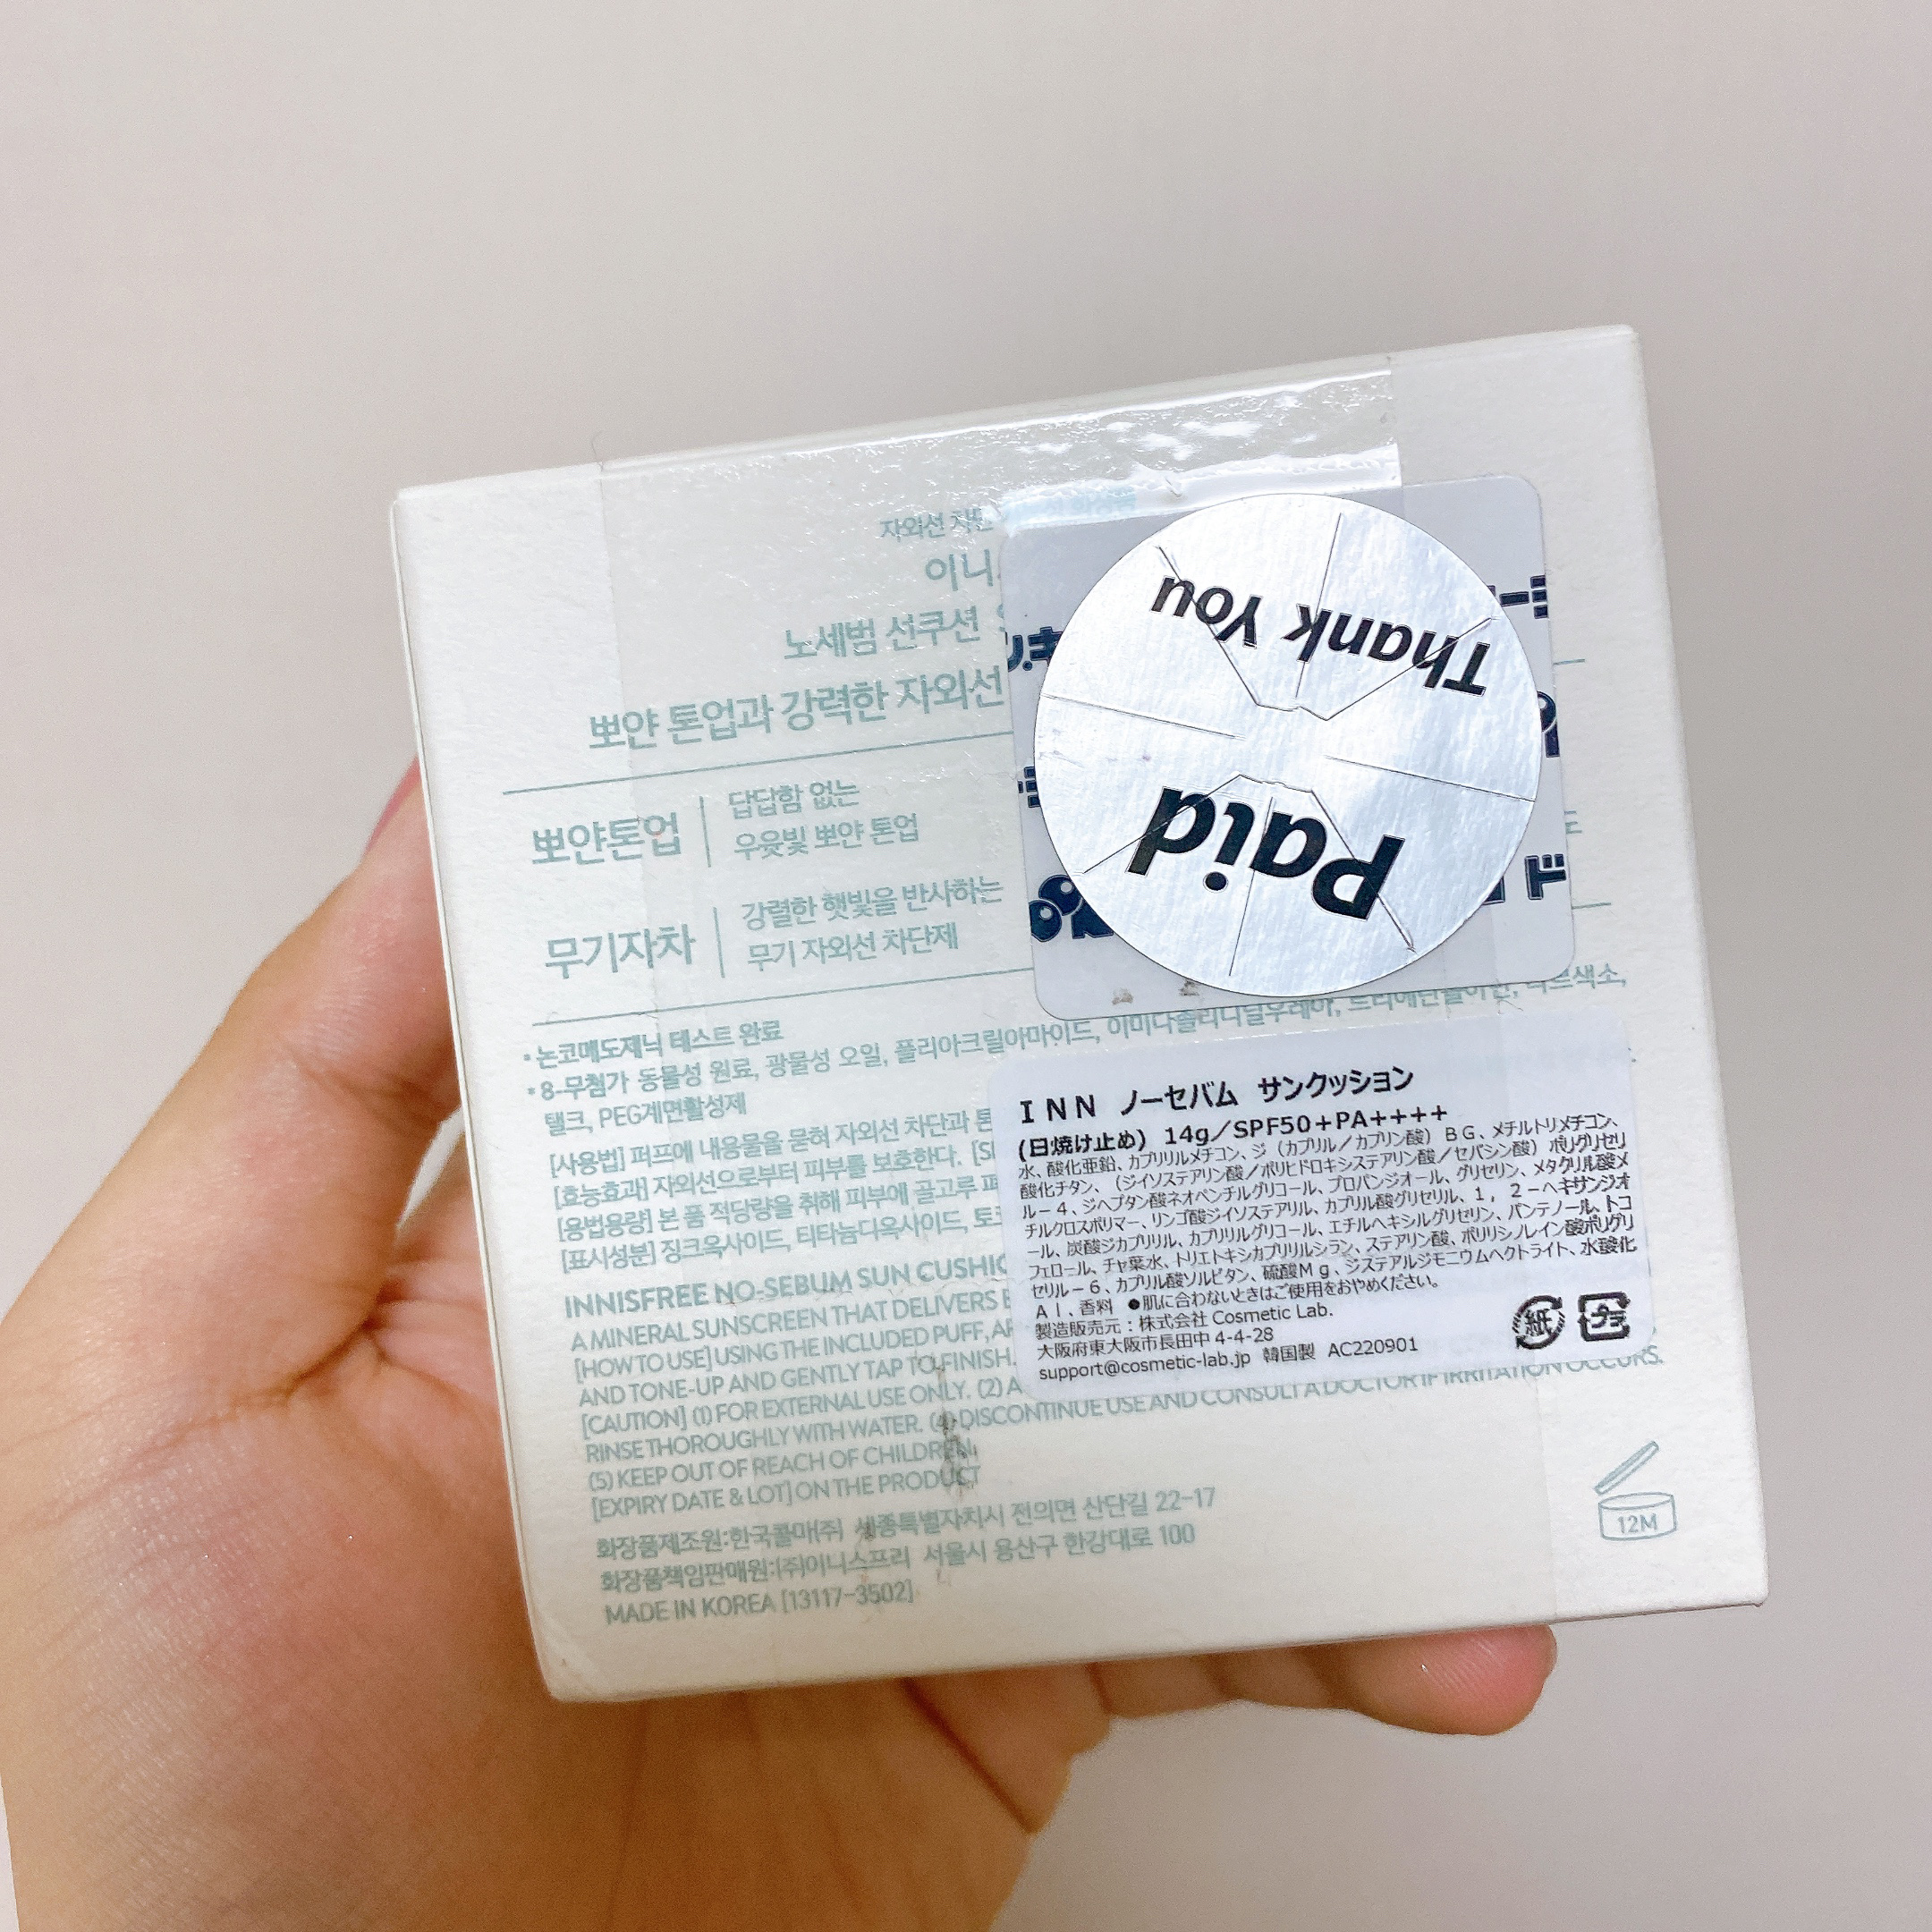 자외선 차단
노세범 선쿠션
뽀얀 톤업과 강력한 자외선
뽀얀톤업
답답함 없는
우윳빛 뽀얀 톤업
무기자차
강렬한 햇빛을 반사하는
무기 자외선 차단제
Thank You
Paid
•논코메도제닉 테스트 완료
•8-무첨가 동물성 원료, 광물성 오일, 폴리아크릴아마이드, 이미다졸리디닐우레아, 트리에탄올아민, 타르색소,
탤크, PEG계면활성제
[사용법] 퍼프에 내용물을 묻혀 자외선 차단과 톤
[효능효과] 자외선으로부터 피부를 보호한다.
[용법용량] 본 품 적당량을 취해 피부에 골고루
[표시성분] 징크옥사이드, 티타늄디옥사이드,
INNISFREE NO-SEBUM SUN
A MINERAL SUNSCREEN THAT DELIVERS
[HOW TO USE] USING THE INCLUDED PUFF,
AND TONE-UP AND GENTLY TAP TO FINISH.
[CAUTION] (1) FOR EXTERNAL USE ONLY. (2)
RINSE THOROUGHLY WITH WATER. (4) DISCONTINUE USE AND CONSULT A DOCTOR IF IRRITATION OCCURS.
(5) KEEP OUT OF REACH OF CHILDREN.
[EXPIRY DATE & LOT] ON THE PRODUCT
화장품제조원:한국콜마(주) 세종특별자치시 전의면 산단길 22-17
화장품책임판매원:(주)이니스프리 서울시 용산구 한강대로 100
MADE IN KOREA [13117-3502]
12M
INN ノーセバム サンクッション
(日焼け止め) 14g/SPF50+PA++++
水、酸化亜鉛、カプリリルメチコン、ジ(カプリル/カプリン酸)BG、メチルトリメチコン、
酸化チタン、(ジイソステアリン酸/ポリヒドロキシステアリン酸/セバシン酸)ポリグリセリ
ル-4、ジヘプタン酸ネオペンチルグリコール、プロパンジオール、グリセリン、メタクリル酸メ
チルクロスポリマー、リンゴ酸ジイソステアリル、カプリル酸グリセリル、1,2-ヘキサンジオ
ール、炭酸ジカプリリル、カプリリルグリコール、エチルヘキシルグリセリン、パンテノール、トコ
フェロール、チャ葉水、トリエトキシカプリリルシラン、ステアリン酸、ポリリシノレイン酸ポリグリ
セリル-6、カプリル酸ソルビタン、硫酸Mg、ジステアルジモニウムヘクトライト、水酸化
Al、香料 ●肌に合わないときはご使用をおやめください。
製造販売元:株式会社 Cosmetic Lab.
大阪府東大阪市長田中 4-4-28
support@cosmetic-lab.jp 韓国製 AC220901
紙
プラ